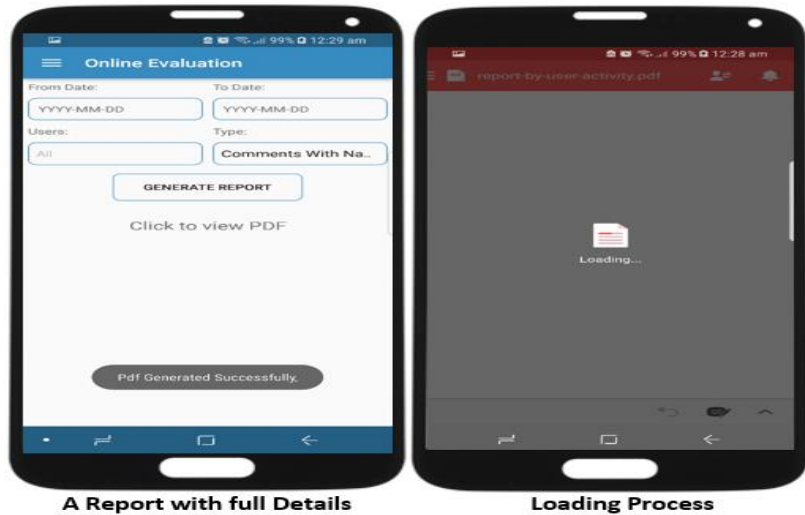 99% 12:29 am
Online Evaluation
From Date: To Date:
YYYY-MM-DD YYYY-MM-DD
Users: Type:
All Comments With Na..
GENERATE REPORT
Click to view PDF
Pdf Generated Successfully,
A Report with full Details
99% 12:28 am
report-by-user-activity.pdf
Loading...
Loading Process